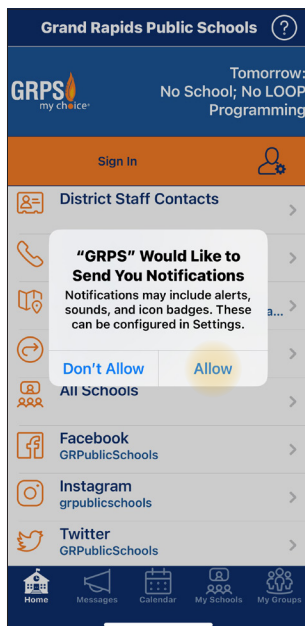 Grand Rapids Public Schools ?
GRPS
my choice
Tomorrow:
No School; No LOOP
Programming
Sign In
District Staff Contacts
"GRPS" Would Like to
Send You Notifications
Notifications may include alerts,
sounds, and icon badges. These
can be configured in Settings.
a...
Don't Allow Allow
All Schools
Facebook
GRPublicSchools
Instagram
grpublicschools
Twitter
GRPublicSchools
Home Messages Calendar My Schools My Groups